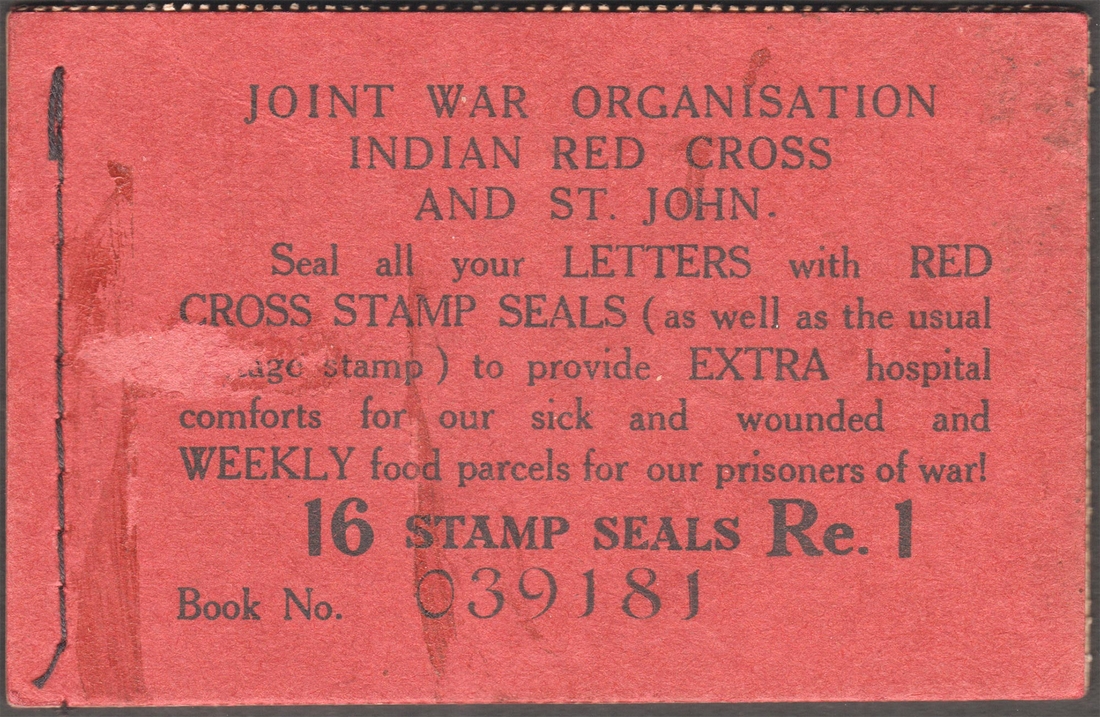 JOINT WAR ORGANISATION
INDIAN RED CROSS
AND ST. JOHN.
Seal all your LETTERS with RED
CROSS STAMP SEALS ( as well as the usual
stamp ) to provide EXTRA hospital
comforts for our sick and wounded and
WEEKLY food parcels for our prisoners of war!
16 STAMP SEALS Re. 1
Book No. 039181